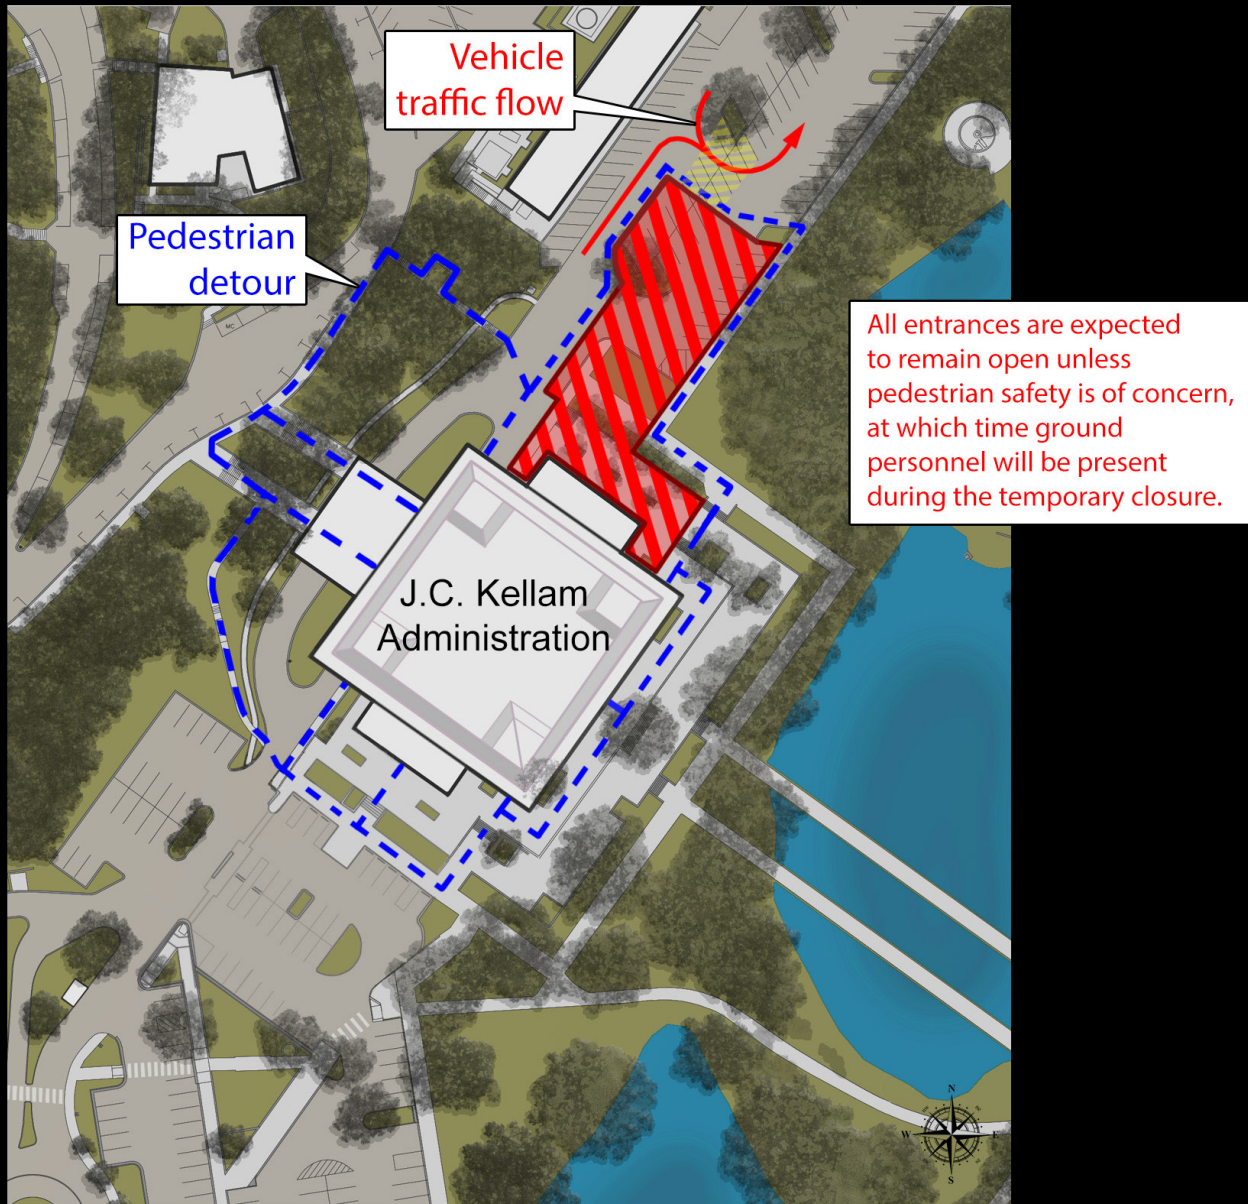 Vehicle
traffic flow
Pedestrian
detour
MC
All entrances are expected
to remain open unless
pedestrian safety is of concern,
at which time ground
personnel will be present
during the temporary closure.
J.C. Kellam
Administration
N
W
E
S